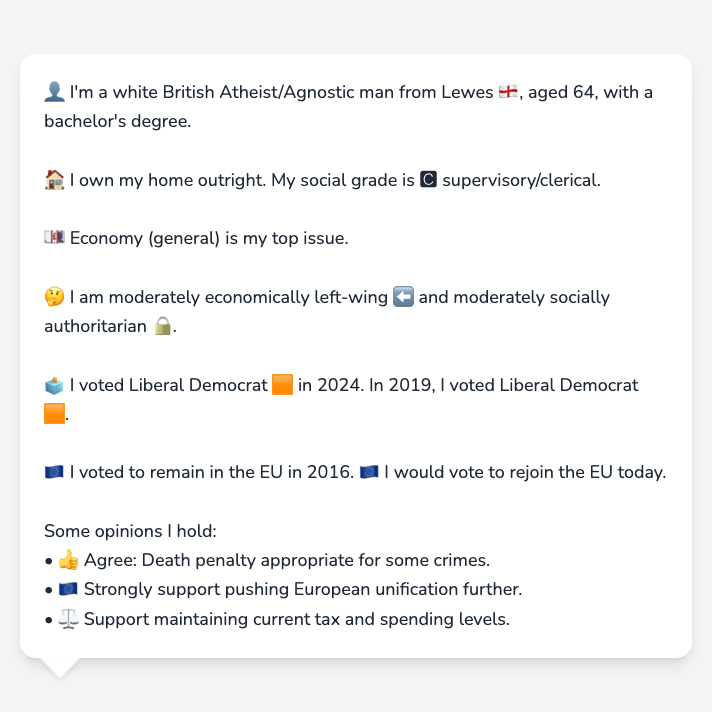 👤 I'm a white British Atheist/Agnostic man from Lewes 🏴󠁧󠁢󠁥󠁮󠁧󠁿, aged 64, with a
bachelor's degree.
🏠 I own my home outright. My social grade is 🅲 supervisory/clerical.
💷 Economy (general) is my top issue.
🤔 I am moderately economically left-wing ⬅️ and moderately socially
authoritarian 🔒.
🗳️ I voted Liberal Democrat 🟧 in 2024. In 2019, I voted Liberal Democrat
🟧.
🇪🇺 I voted to remain in the EU in 2016. 🇪🇺 I would vote to rejoin the EU today.
Some opinions I hold:
• 👍 Agree: Death penalty appropriate for some crimes.
• 🇪🇺 Strongly support pushing European unification further.
• ⚖️ Support maintaining current tax and spending levels.